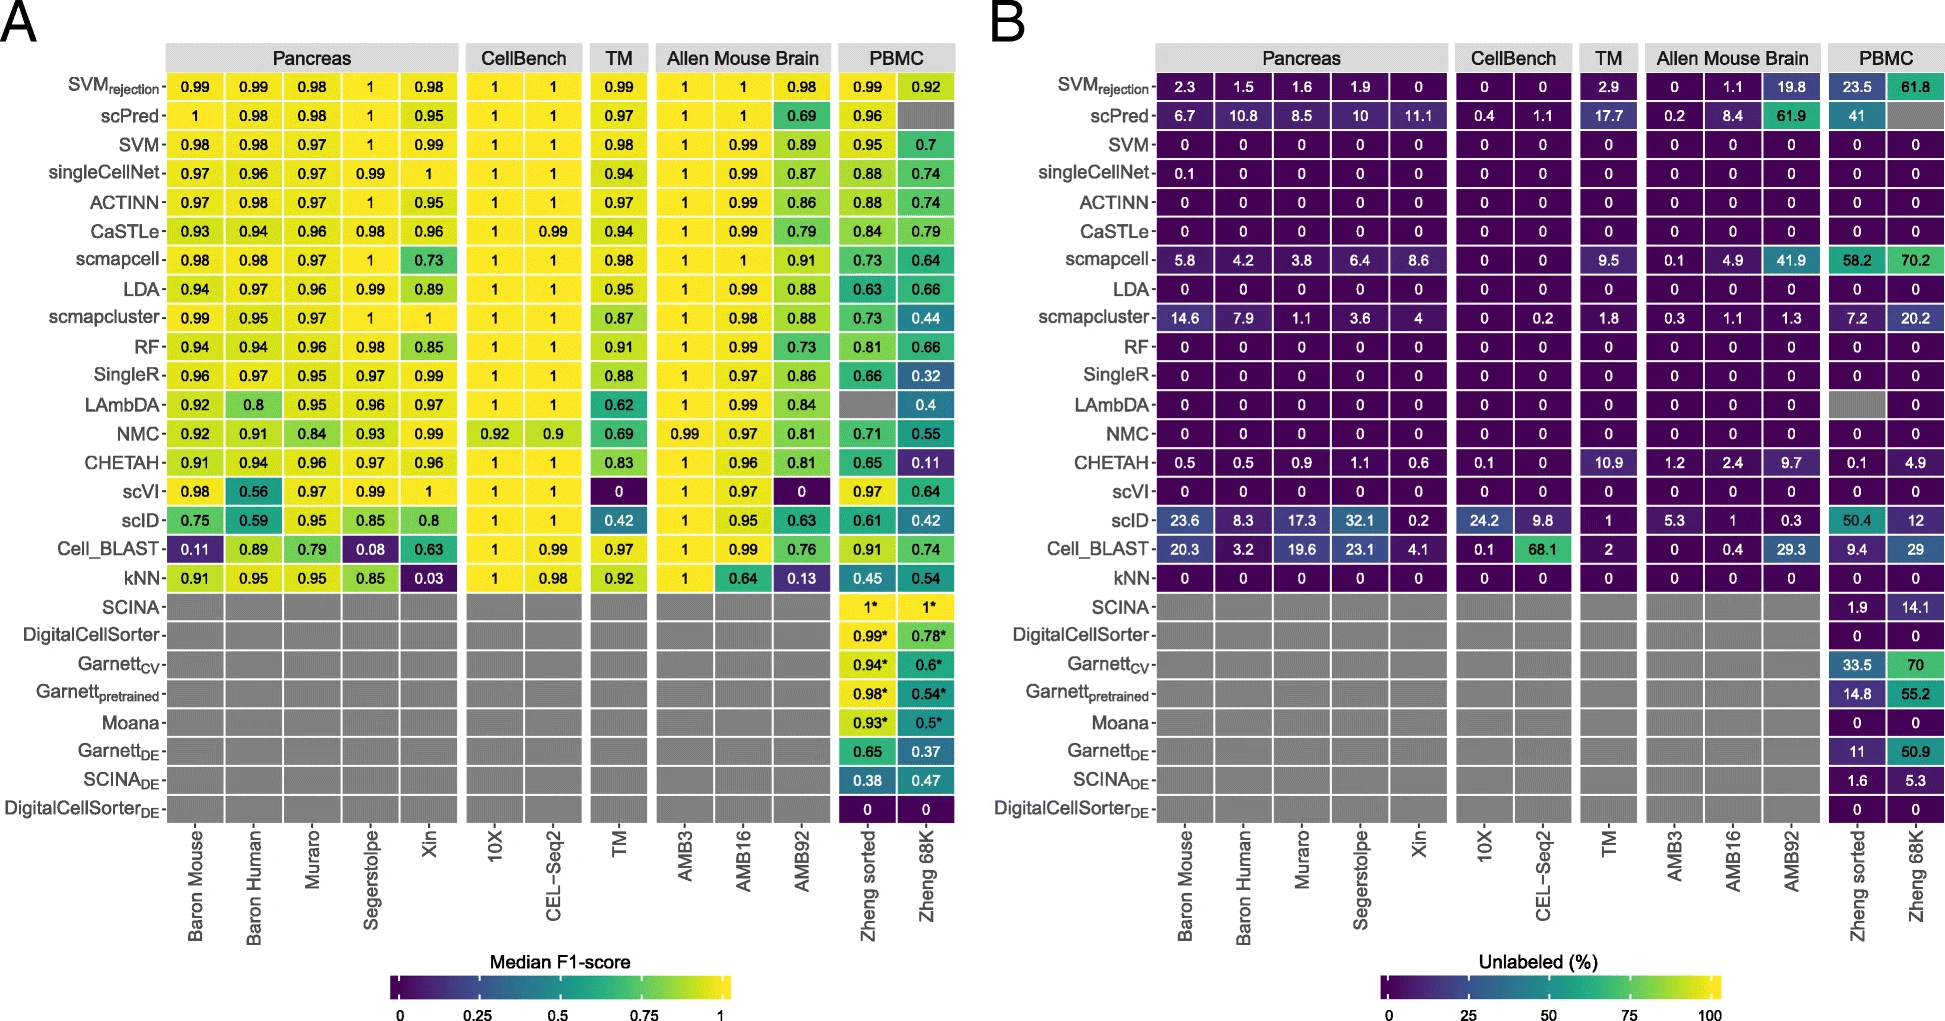 A
Pancreas CellBench TM Allen Mouse Brain PBMC
SVMrejection 0.99 0.99 0.98 1 0.98 1 1 0.99 1 1 0.98 0.99 0.92
scPred 1 0.98 0.98 1 0.95 1 1 0.97 1 1 0.69 0.96
SVM 0.98 0.98 0.97 1 0.99 1 1 0.98 1 0.99 0.89 0.95 0.7
singleCellNet 0.97 0.96 0.97 0.99 1 1 1 0.94 1 0.99 0.87 0.88 0.74
ACTINN 0.97 0.98 0.97 1 0.95 1 1 0.97 1 0.99 0.86 0.88 0.74
CaSTLe 0.93 0.94 0.96 0.98 0.96 1 0.99 0.94 1 0.99 0.79 0.84 0.79
scmapcell 0.98 0.98 0.97 1 0.73 1 1 0.98 1 1 0.91 0.73 0.64
LDA 0.94 0.97 0.96 0.99 0.89 1 1 0.95 1 0.99 0.88 0.63 0.66
scmapcluster 0.99 0.95 0.97 1 1 1 1 0.87 1 0.98 0.88 0.73 0.44
RF 0.94 0.94 0.96 0.98 0.85 1 1 0.91 1 0.99 0.73 0.81 0.66
SingleR 0.96 0.97 0.95 0.97 0.99 1 1 0.88 1 0.97 0.86 0.66 0.32
LAmbDA 0.92 0.8 0.95 0.96 0.97 1 1 0.62 1 0.99 0.84 0.4
NMC 0.92 0.91 0.84 0.93 0.99 0.92 0.9 0.69 0.99 0.97 0.81 0.71 0.55
CHETAH 0.91 0.94 0.96 0.97 0.96 1 1 0.83 1 0.96 0.81 0.65 0.11
scVI 0.98 0.56 0.97 0.99 1 1 1 0 1 0.97 0 0.97 0.64
scID 0.75 0.59 0.95 0.85 0.8 1 1 0.42 1 0.95 0.63 0.61 0.42
Cell_BLAST 0.11 0.89 0.79 0.08 0.63 1 0.99 0.97 1 0.99 0.76 0.91 0.74
kNN 0.91 0.95 0.95 0.85 0.03 1 0.98 0.92 1 0.64 0.13 0.45 0.54
SCINA 1* 1*
DigitalCellSorter 0.99* 0.78*
GarnettCV 0.94* 0.6*
Garnettpretrained 0.98* 0.54*
Moana 0.93* 0.5*
GarnettDE 0.65 0.37
SCINADE 0.38 0.47
DigitalCellSorterDE 0 0
Baron Mouse Baron Human Muraro Segerstolpe Xin 10X CEL-Seq2 TM AMB3 AMB16 AMB92 Zheng sorted Zheng 68K
Median F1-score
0 0.25 0.5 0.75 1
B
Pancreas CellBench TM Allen Mouse Brain PBMC
SVMrejection 2.3 1.5 1.6 1.9 0 0 0 2.9 0 1.1 19.8 23.5 61.8
scPred 6.7 10.8 8.5 10 11.1 0.4 1.1 17.7 0.2 8.4 61.9 41
SVM 0 0 0 0 0 0 0 0 0 0 0 0 0
singleCellNet 0.1 0 0 0 0 0 0 0 0 0 0 0 0
ACTINN 0 0 0 0 0 0 0 0 0 0 0 0 0
CaSTLe 0 0 0 0 0 0 0 0 0 0 0 0 0
scmapcell 5.8 4.2 3.8 6.4 8.6 0 0 9.5 0.1 4.9 41.9 58.2 70.2
LDA 0 0 0 0 0 0 0 0 0 0 0 0 0
scmapcluster 14.6 7.9 1.1 3.6 4 0 0.2 1.8 0.3 1.1 1.3 7.2 20.2
RF 0 0 0 0 0 0 0 0 0 0 0 0 0
SingleR 0 0 0 0 0 0 0 0 0 0 0 0 0
LAmbDA 0 0 0 0 0 0 0 0 0 0 0 0
NMC 0 0 0 0 0 0 0 0 0 0 0 0 0
CHETAH 0.5 0.5 0.9 1.1 0.6 0.1 0 10.9 1.2 2.4 9.7 0.1 4.9
scVI 0 0 0 0 0 0 0 0 0 0 0 0 0
scID 23.6 8.3 17.3 32.1 0.2 24.2 9.8 1 5.3 1 0.3 50.4 12
Cell_BLAST 20.3 3.2 19.6 23.1 4.1 0.1 68.1 2 0 0.4 29.3 9.4 29
kNN 0 0 0 0 0 0 0 0 0 0 0 0 0
SCINA 1.9 14.1
DigitalCellSorter 0 0
GarnettCV 33.5 70
Garnettpretrained 14.8 55.2
Moana 0 0
GarnettDE 11 50.9
SCINADE 1.6 5.3
DigitalCellSorterDE 0 0
Baron Mouse Baron Human Muraro Segerstolpe Xin 10X CEL-Seq2 TM AMB3 AMB16 AMB92 Zheng sorted Zheng 68K
Unlabeled (%)
0 25 50 75 100